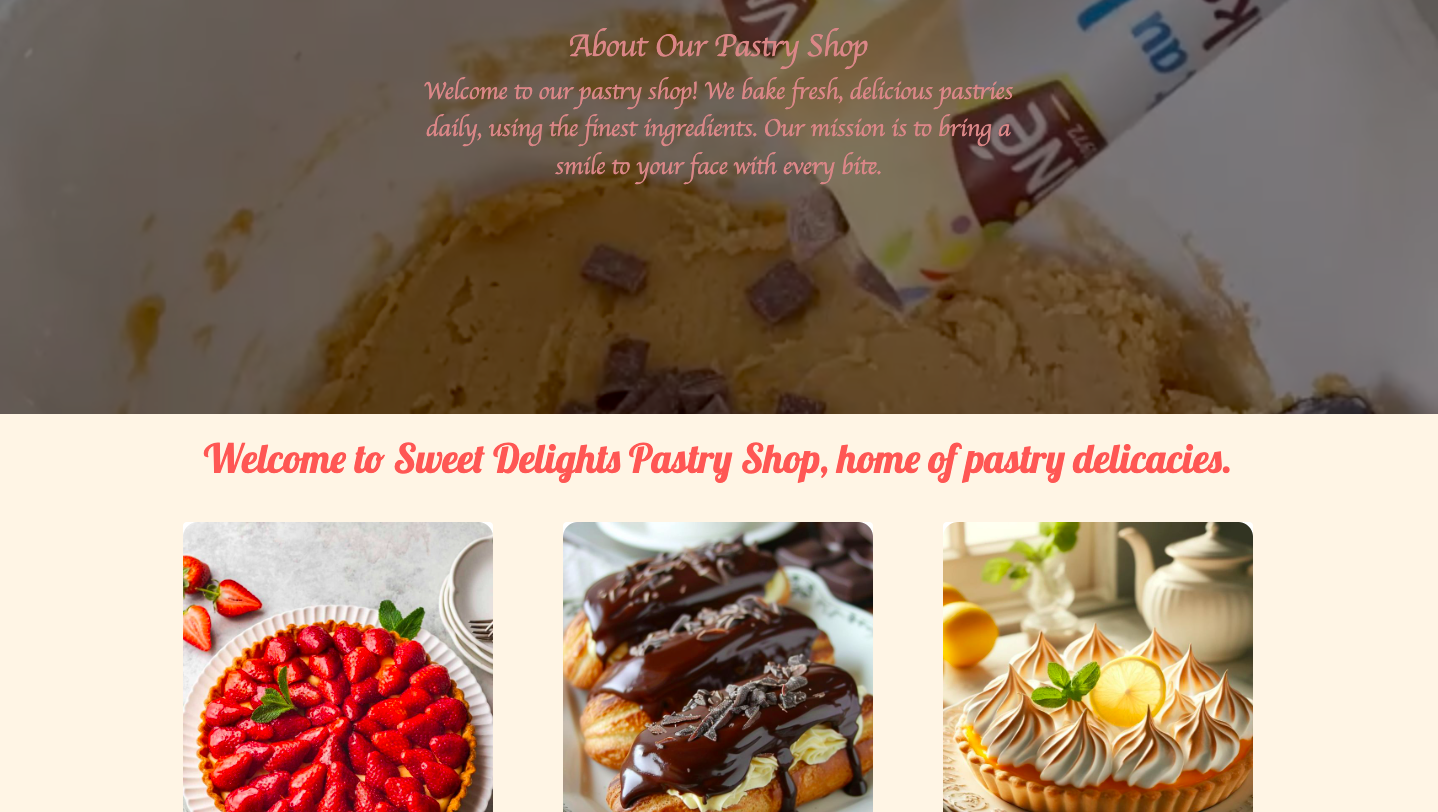 About Our Pastry Shop
Welcome to our pastry shop! We bake fresh, delicious pastries
daily, using the finest ingredients. Our mission is to bring a
smile to your face with every bite.
1972
Welcome to Sweet Delights Pastry Shop, home of pastry delicacies.